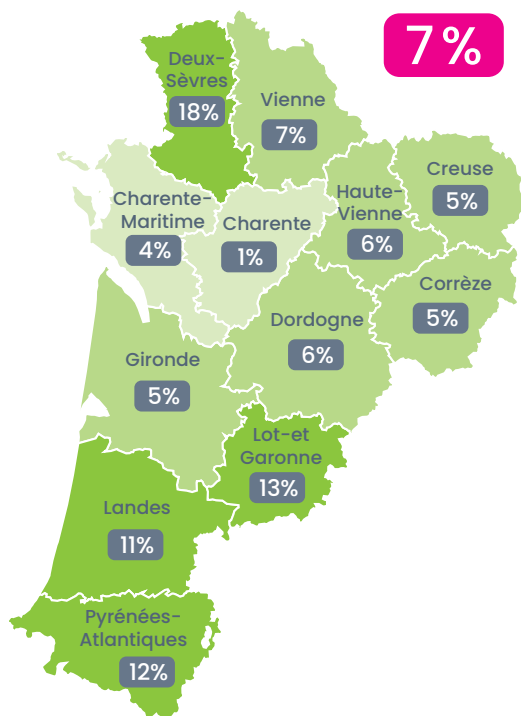 7%
Deux-
Sèvres
18%
Vienne
7%
Creuse
5%
Charente-
Maritime
4%
Charente
1%
Haute-
Vienne
6%
Corrèze
5%
Dordogne
6%
Gironde
5%
Lot-et
Garonne
13%
Landes
11%
Pyrénées-
Atlantiques
12%